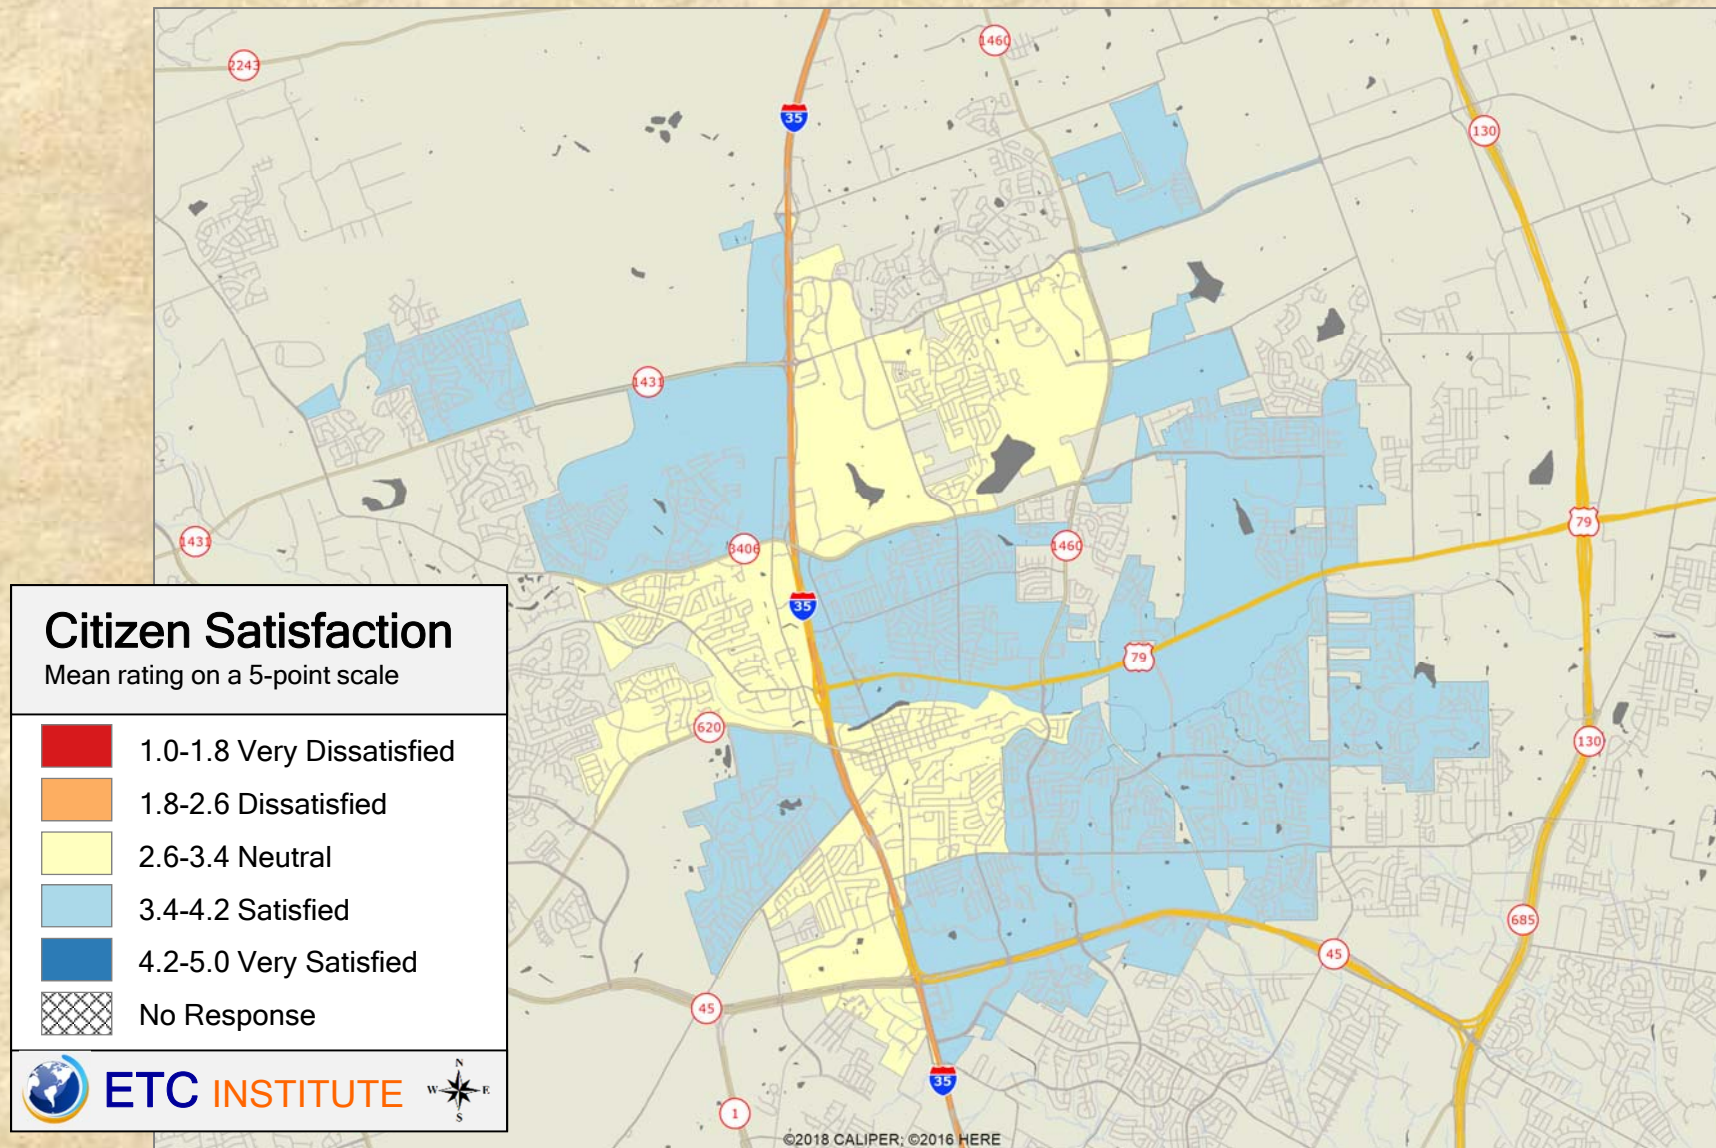 2243
1460
35
130
1431
1431
3406
1460
79
35
79
620
130
685
45
45
1
35
Citizen Satisfaction
Mean rating on a 5-point scale
1.0-1.8 Very Dissatisfied
1.8-2.6 Dissatisfied
2.6-3.4 Neutral
3.4-4.2 Satisfied
4.2-5.0 Very Satisfied
No Response
ETC INSTITUTE
N
W E
S
©2018 CALIPER; ©2016 HERE